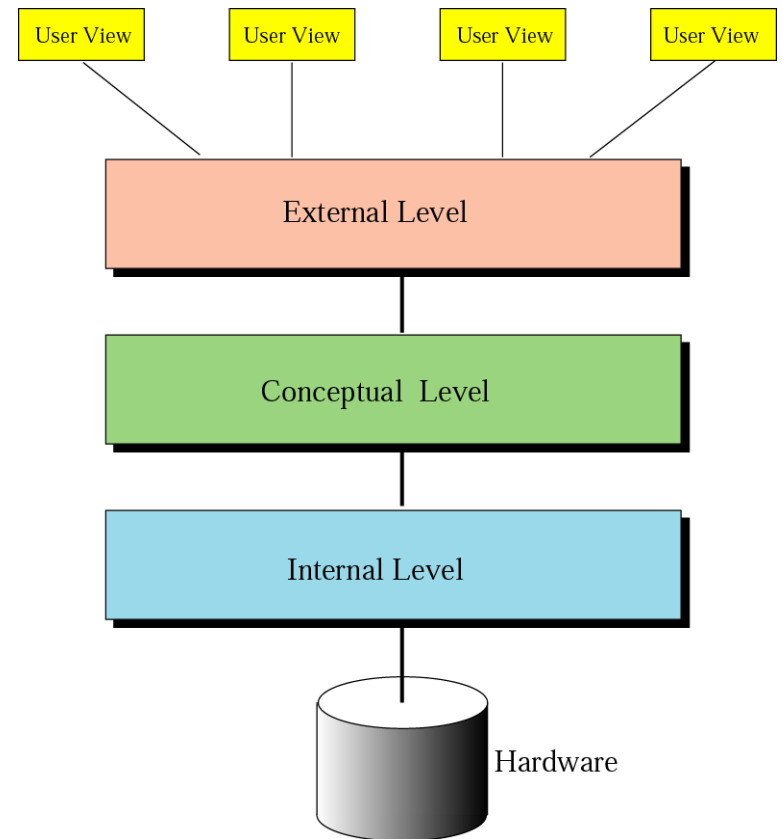 User View
User View
User View
User View
External Level
Conceptual Level
Internal Level
Hardware